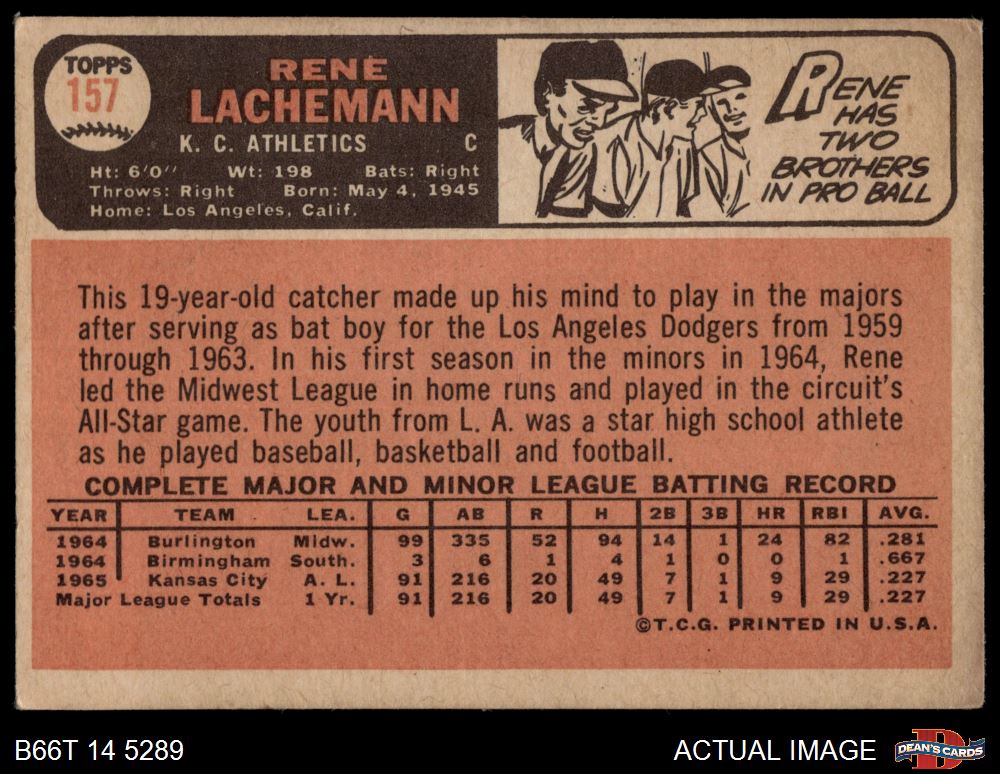 TOPPS
157
RENE
LACHEMANN
K. C. ATHLETICS C
Ht: 6'0" Wt: 198 Bats: Right
Throws: Right Born: May 4, 1945
Home: Los Angeles, Calif.
RENE
HAS
TWO
BROTHERS
IN PRO BALL
This 19-year-old catcher made up his mind to play in the majors
after serving as bat boy for the Los Angeles Dodgers from 1959
through 1963. In his first season in the minors in 1964, Rene
led the Midwest League in home runs and played in the circuit's
All-Star game. The youth from L. A. was a star high school athlete
as he played baseball, basketball and football.
COMPLETE MAJOR AND MINOR LEAGUE BATTING RECORD
YEAR TEAM LEA. G AB R H 2B 3B HR RBI AVG.
1964 Burlington Midw. 99 335 52 94 14 1 24 82 .281
1964 Birmingham South. 3 6 1 4 1 0 0 1 .667
1965 Kansas City A. L. 91 216 20 49 7 1 9 29 .227
Major League Totals 1 Yr. 91 216 20 49 7 1 9 29 .227
©T.C.G. PRINTED IN U.S.A.
B66T 14 5289 ACTUAL IMAGE
DEAN'S CARDS